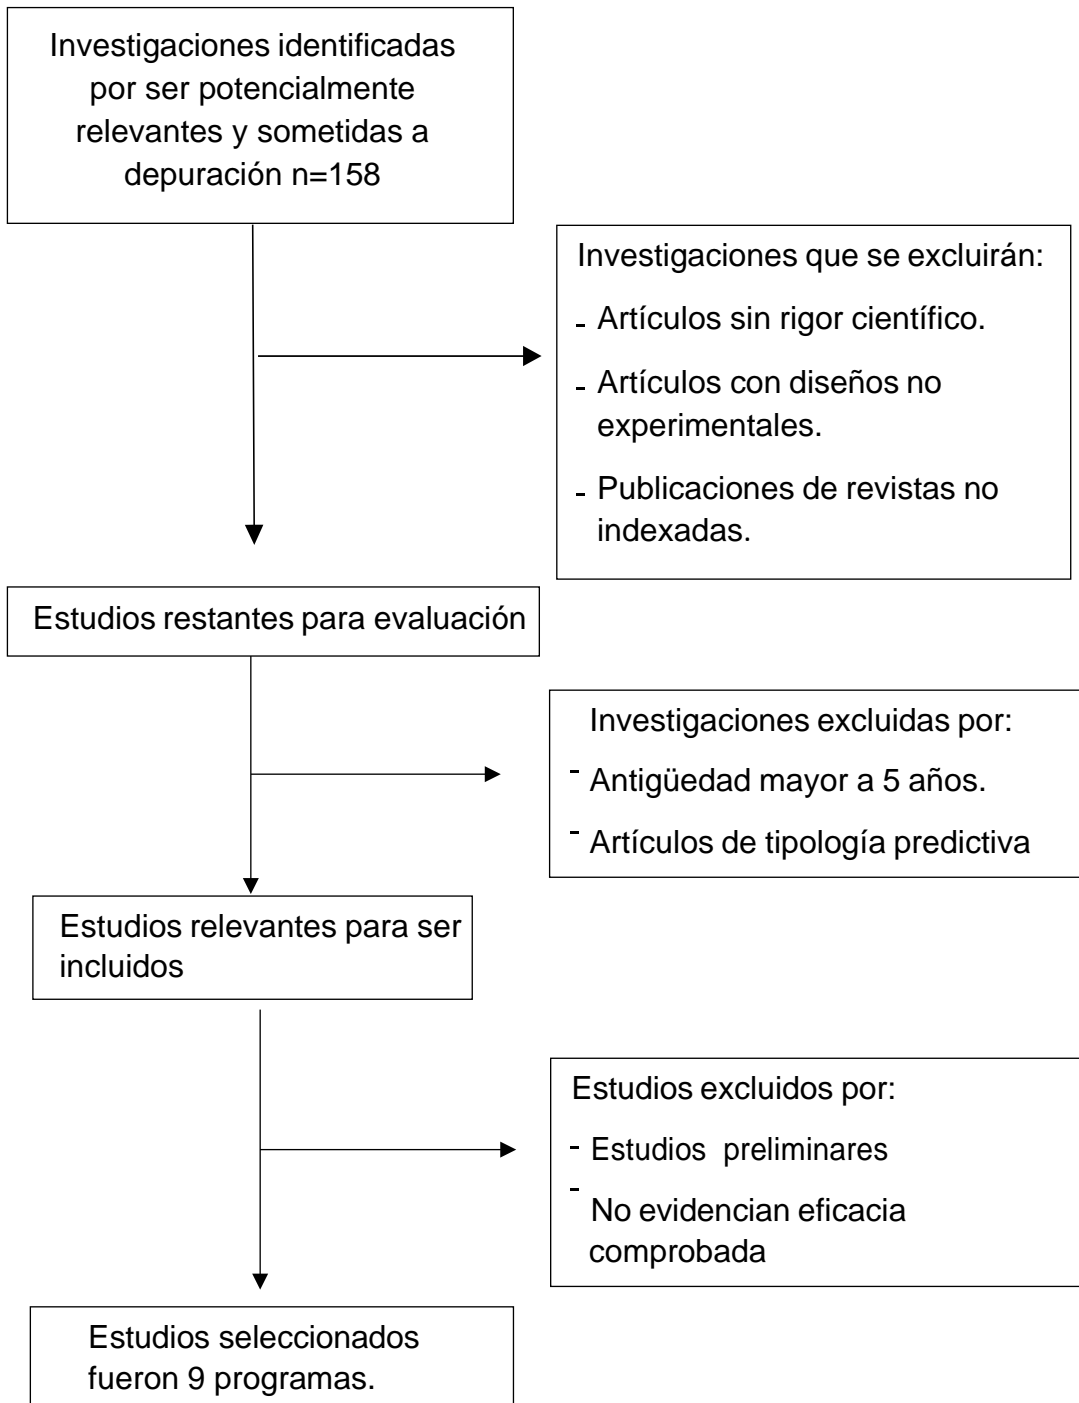 Investigaciones identificadas
por ser potencialmente
relevantes y sometidas a
depuración n=158
Investigaciones que se excluirán:
- Artículos sin rigor científico.
- Artículos con diseños no
experimentales.
- Publicaciones de revistas no
indexadas.
Estudios restantes para evaluación
Investigaciones excluidas por:
- Antigüedad mayor a 5 años.
- Artículos de tipología predictiva
Estudios relevantes para ser
incluidos
Estudios excluidos por:
- Estudios preliminares
- No evidencian eficacia
comprobada
Estudios seleccionados
fueron 9 programas.